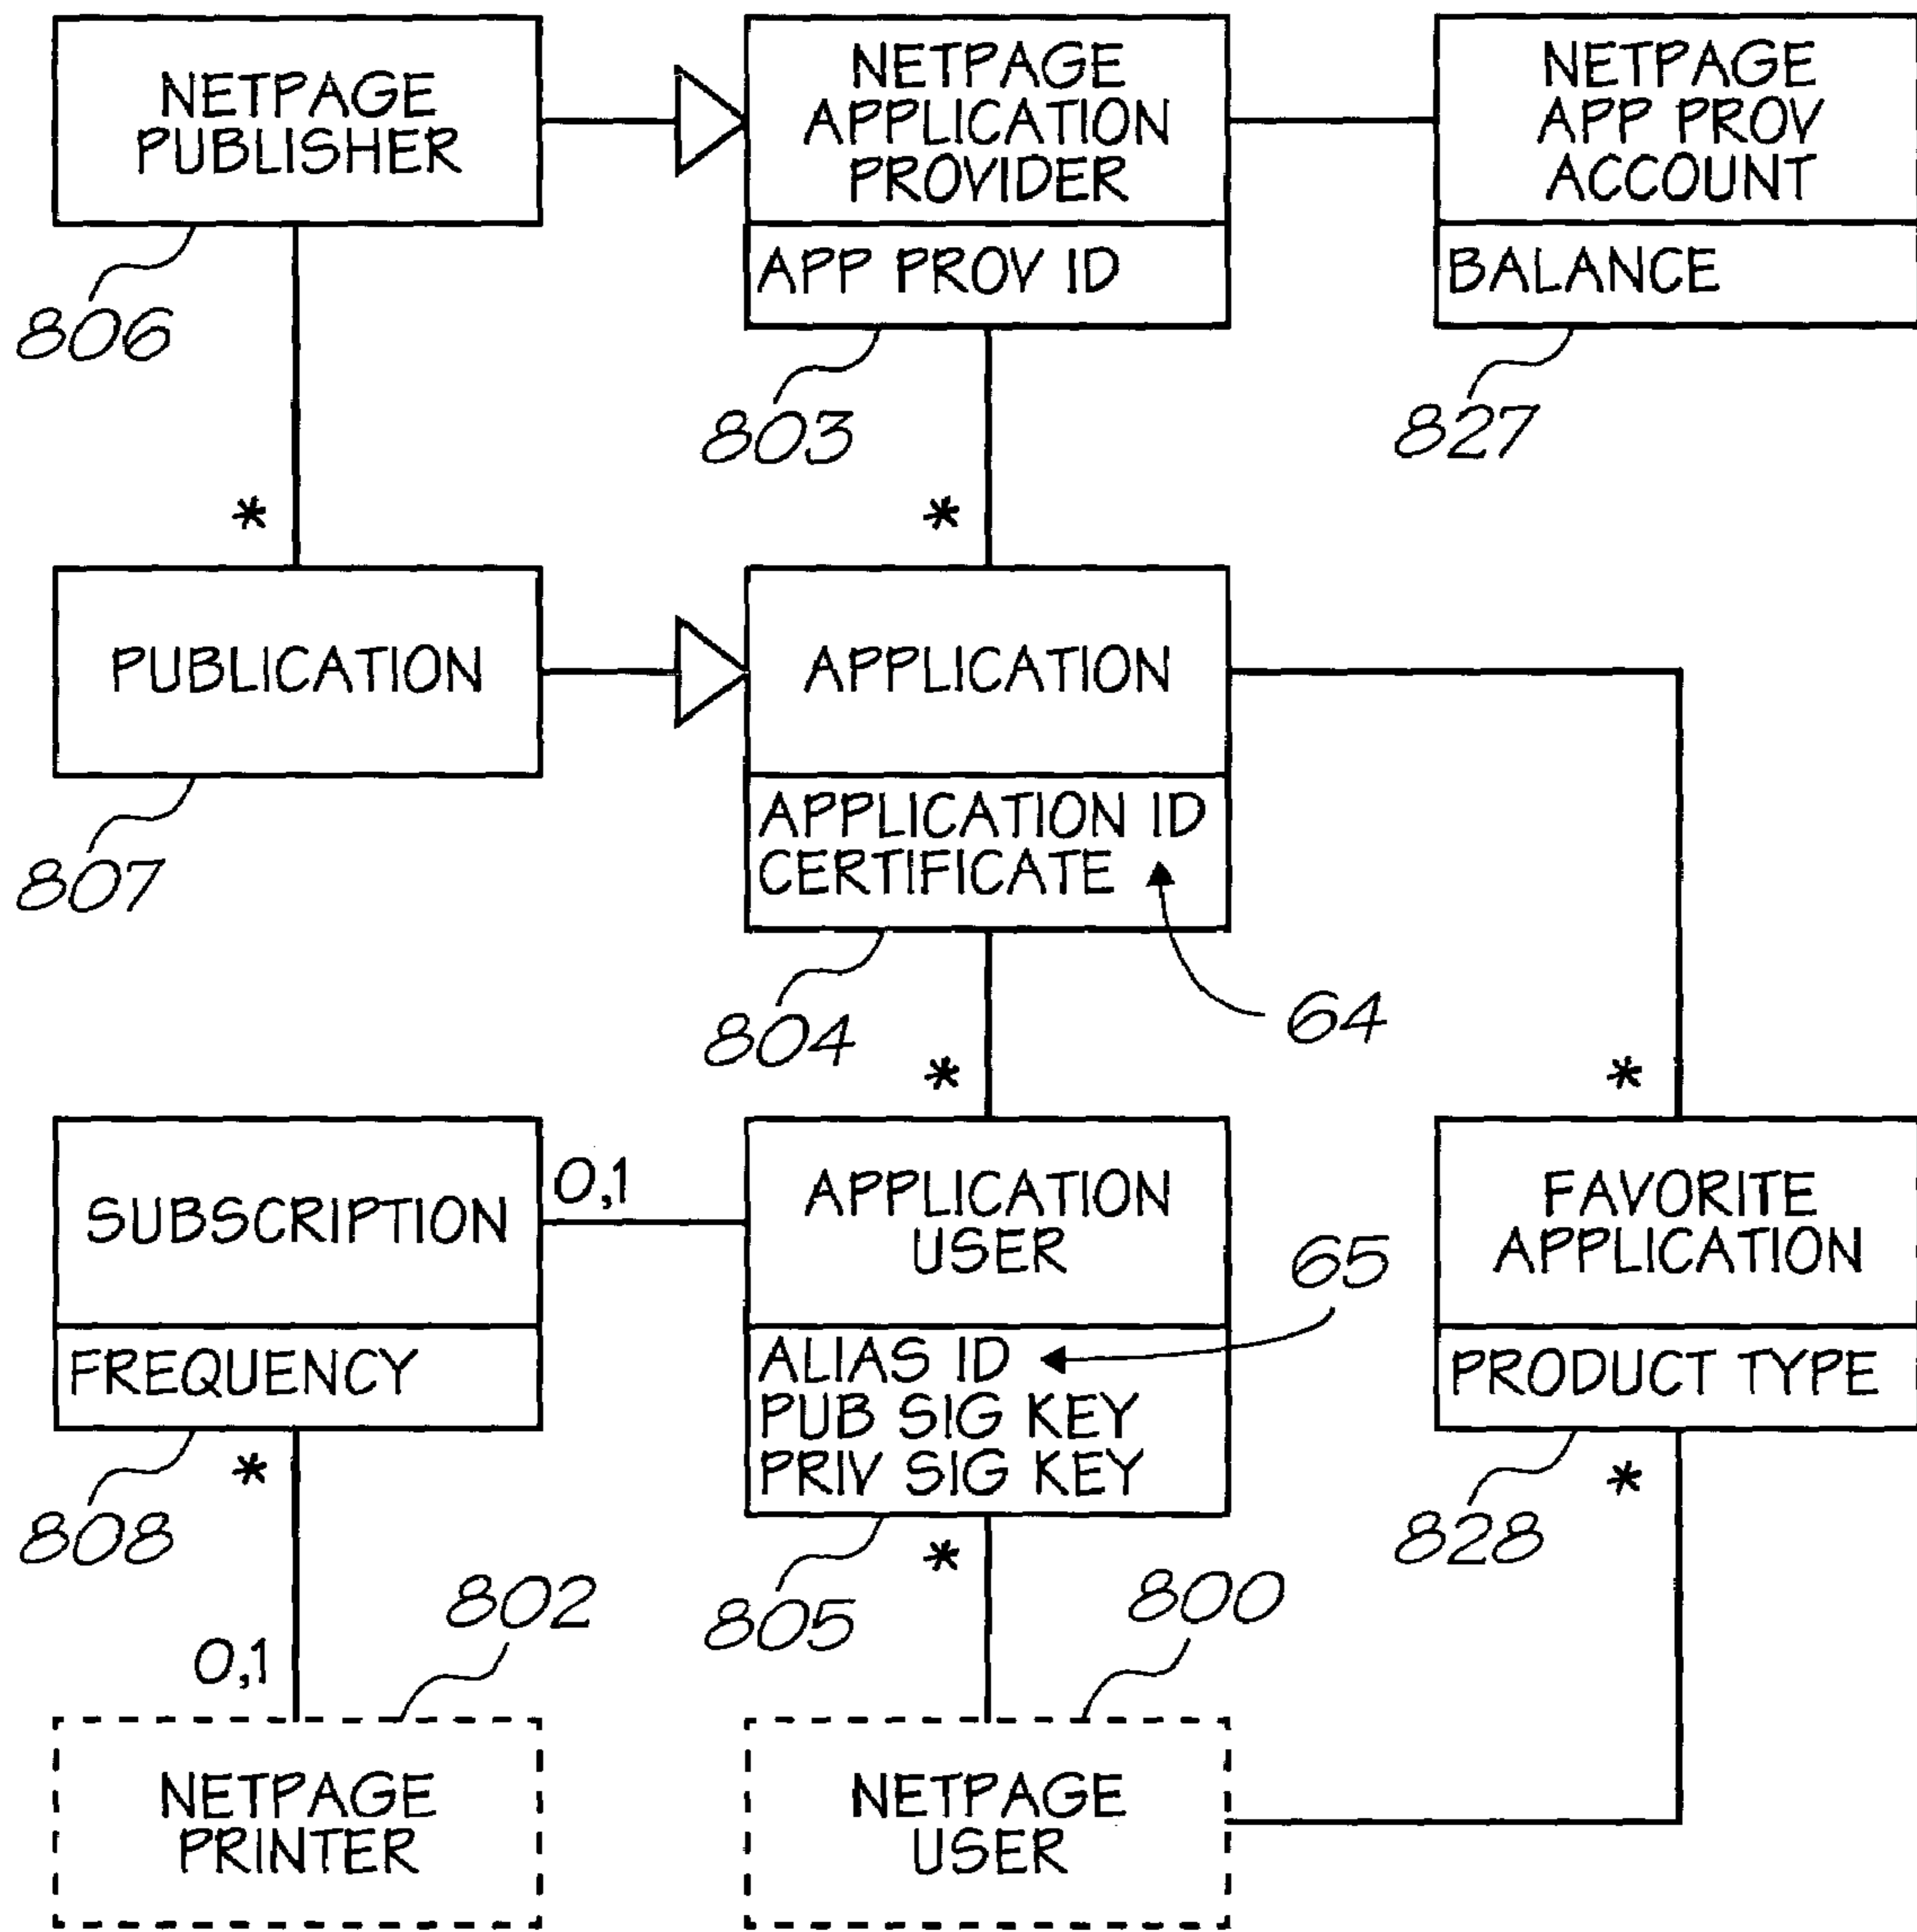 NETPAGE
PUBLISHER
NETPAGE
APPLICATION
PROVIDER
APP PROV ID
NETPAGE
APP PROV
ACCOUNT
BALANCE
806
803
827
*
*
PUBLICATION
APPLICATION
APPLICATION ID
CERTIFICATE
807
804
64
*
*
SUBSCRIPTION
FREQUENCY
0,1
APPLICATION
USER
ALIAS ID
PUB SIG KEY
PRIV SIG KEY
65
FAVORITE
APPLICATION
PRODUCT TYPE
808
*
802
805
*
800
828
*
0,1
NETPAGE
PRINTER
NETPAGE
USER